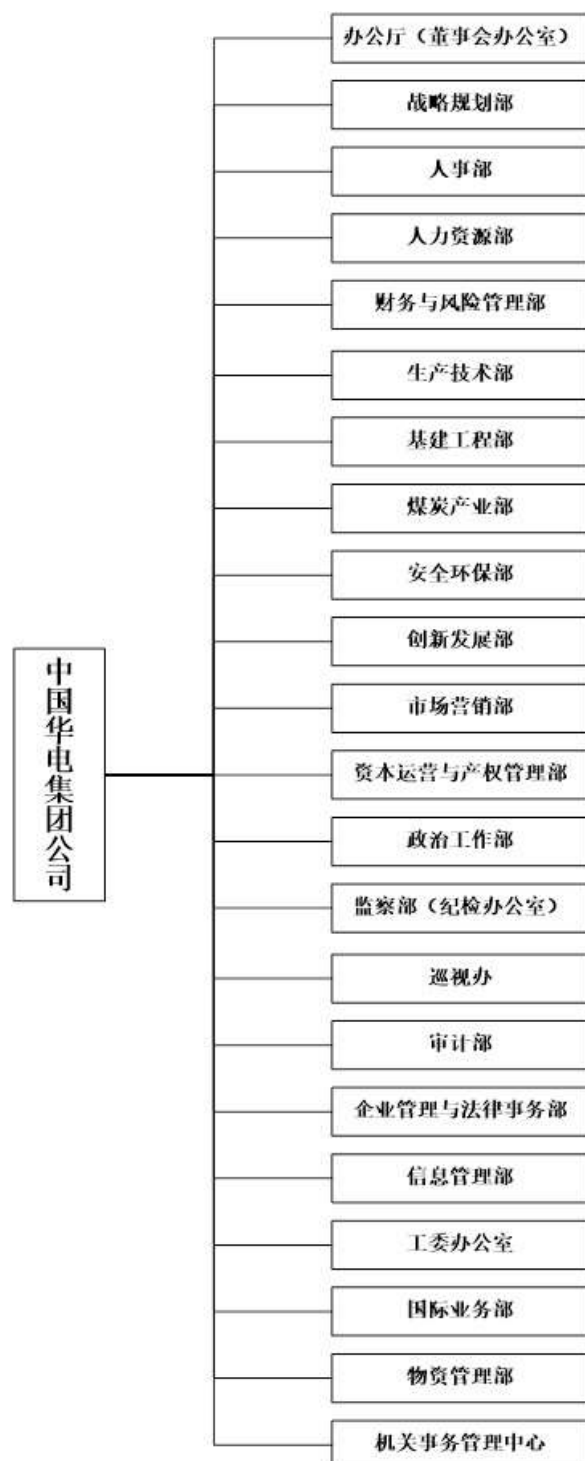 办公厅（董事会办公室）
战略规划部
人事部
人力资源部
财务与风险管理部
生产技术部
基建工程部
煤炭产业部
安全环保部
创新发展部
市场营销部
中国华电集团公司
资本运营与产权管理部
政治工作部
监察部（纪检办公室）
巡视办
审计部
企业管理与法律事务部
信息管理部
工委办公室
国际业务部
物资管理部
机关事务管理中心